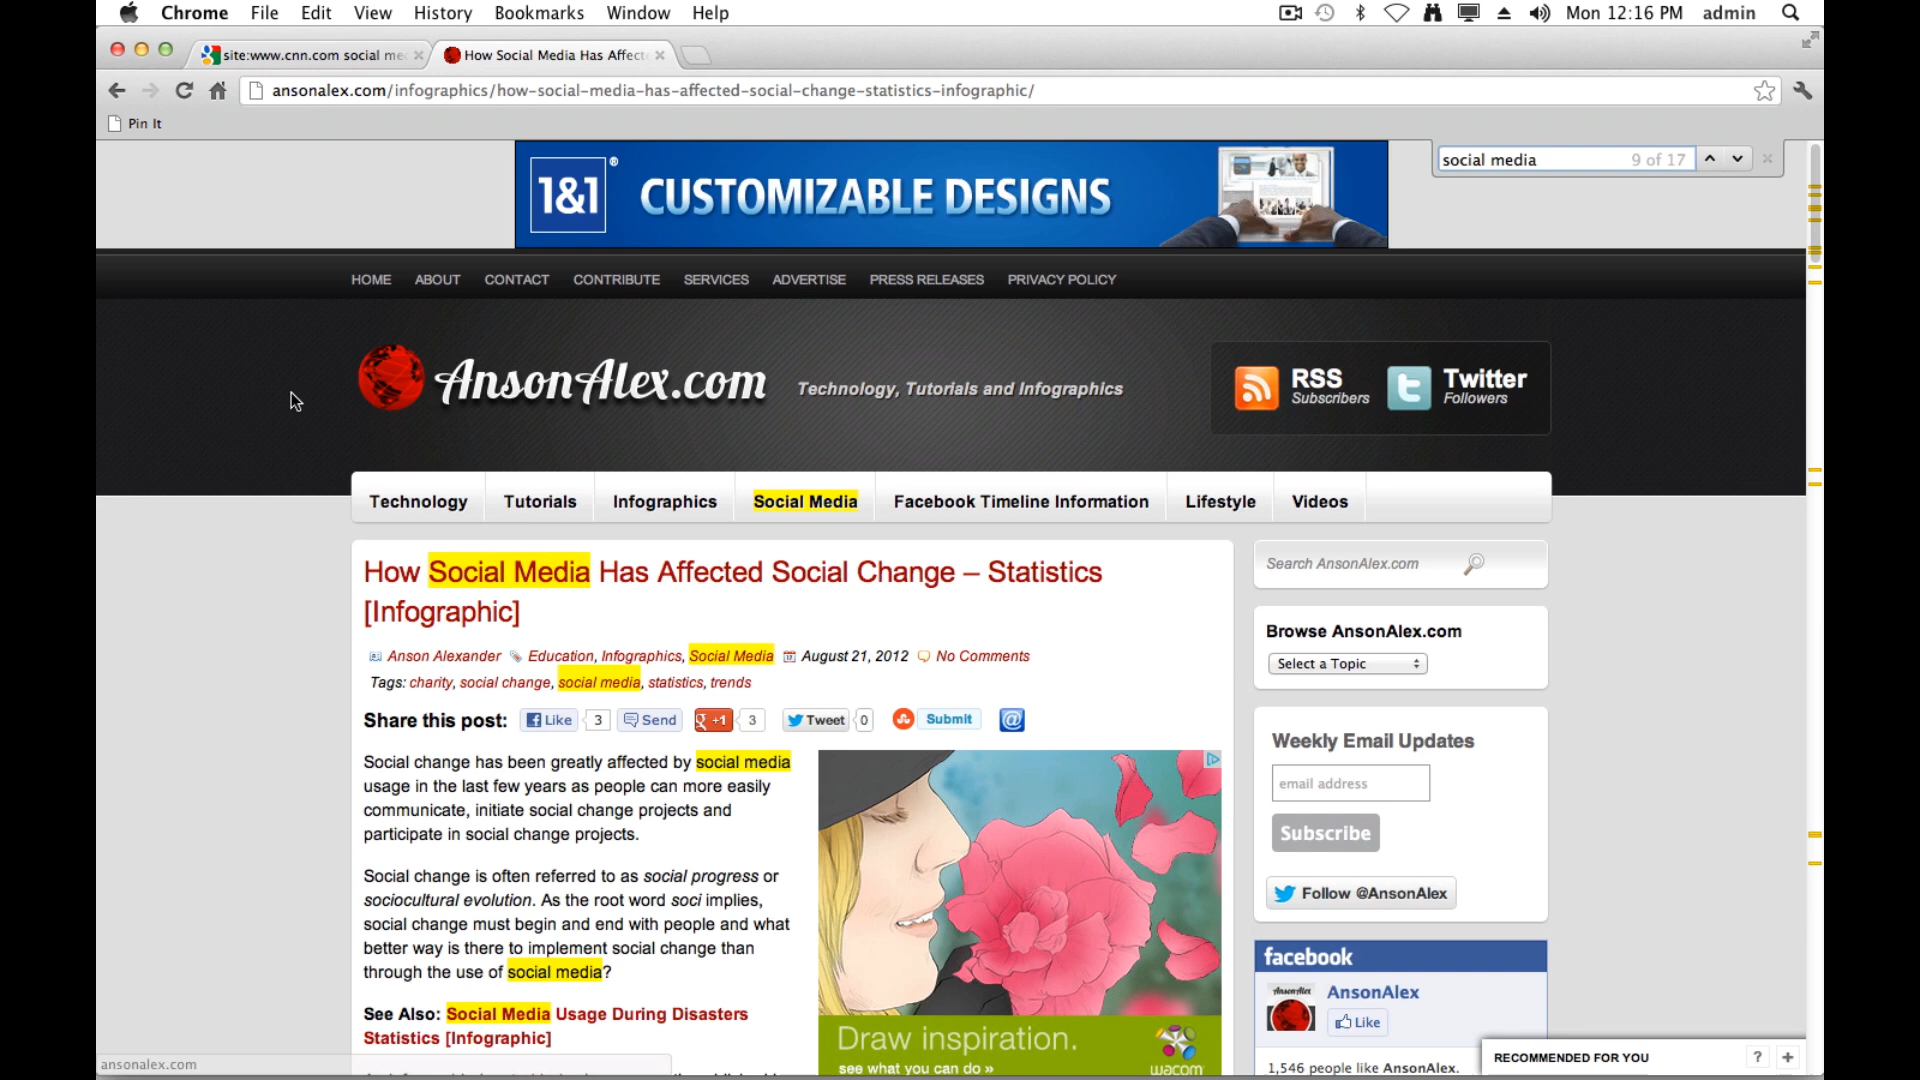 Chrome File Edit View History Bookmarks Window Help Mon 12:16 PM admin
site:www.cnn.com social me How Social Media Has Affect
ansonalex.com/infographics/how-social-media-has-affected-social-change-statistics-infographic/
Pin It
social media 9 of 17
1&1® CUSTOMIZABLE DESIGNS
HOME ABOUT CONTACT CONTRIBUTE SERVICES ADVERTISE PRESS RELEASES PRIVACY POLICY
AnsonAlex.com Technology, Tutorials and Infographics
RSS Subscribers
Twitter Followers
Technology Tutorials Infographics Social Media Facebook Timeline Information Lifestyle Videos
How Social Media Has Affected Social Change – Statistics
[Infographic]
Anson Alexander Education, Infographics, Social Media August 21, 2012 No Comments
Tags: charity, social change, social media, statistics, trends
Share this post: Like 3 Send +1 3 Tweet 0 Submit
Social change has been greatly affected by social media
usage in the last few years as people can more easily
communicate, initiate social change projects and
participate in social change projects.
Social change is often referred to as social progress or
sociocultural evolution. As the root word soci implies,
social change must begin and end with people and what
better way is there to implement social change than
through the use of social media?
See Also: Social Media Usage During Disasters
Statistics [Infographic]
Draw inspiration.
see what you can do »
wacom
Search AnsonAlex.com
Browse AnsonAlex.com
Select a Topic
Weekly Email Updates
email address
Subscribe
Follow @AnsonAlex
facebook
AnsonAlex
AnsonAlex
Like
1,546 people like AnsonAlex.
RECOMMENDED FOR YOU ? +
ansonalex.com